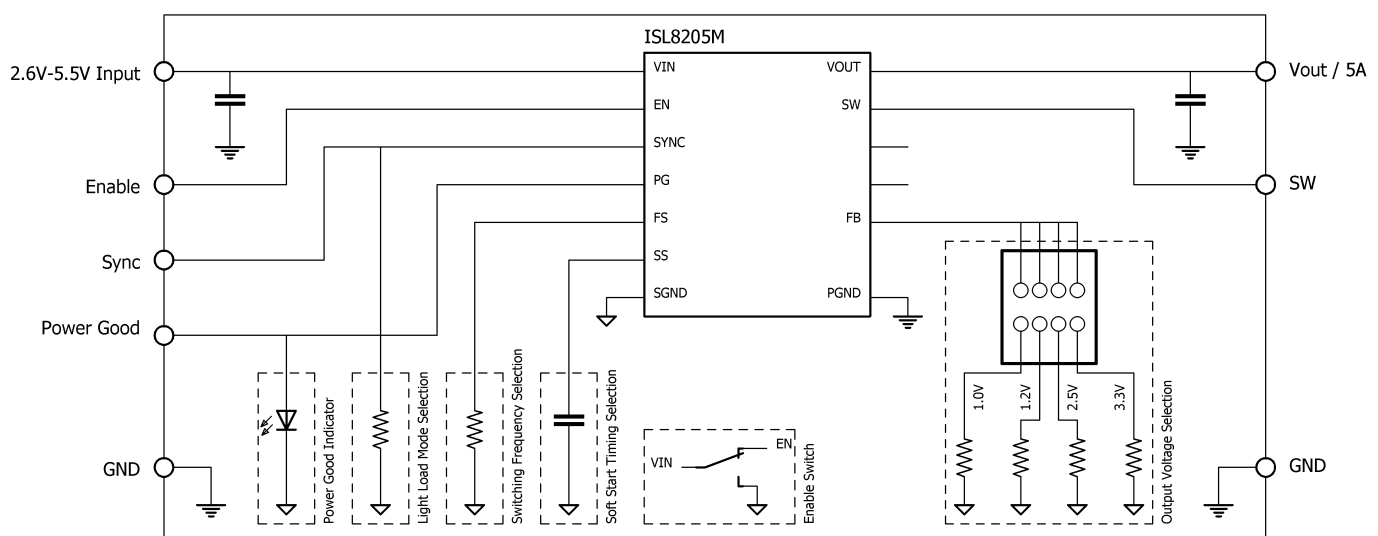 ISL8205M
2.6V-5.5V Input
VIN
VOUT
Vout / 5A
EN
SW
SYNC
Enable
PG
SW
FS
FB
Sync
SS
SGND
PGND
Power Good
Power Good Indicator
Light Load Mode Selection
Switching Frequency Selection
Soft Start Timing Selection
VIN
EN
Enable Switch
1.0V
1.2V
2.5V
3.3V
Output Voltage Selection
GND
GND